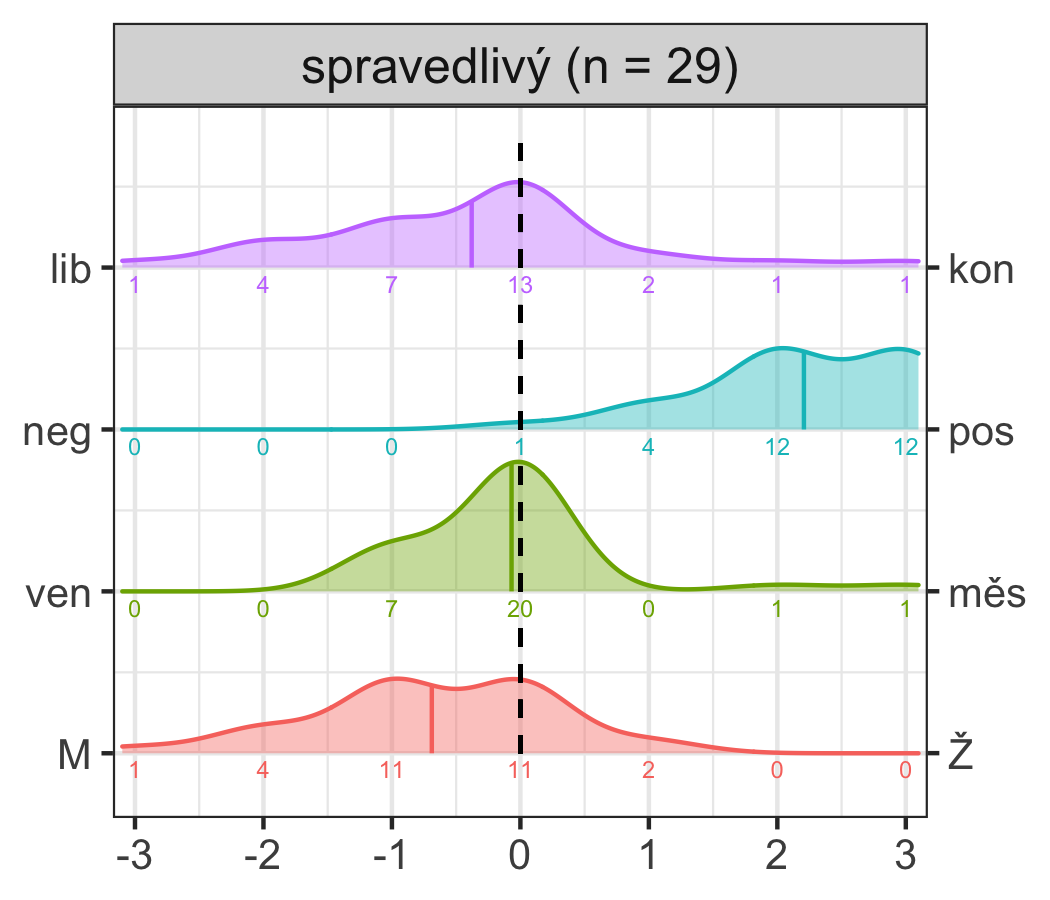 spravedlivý (n = 29)
lib kon
1 4 7 13 2 1 1
neg pos
0 0 0 1 4 12 12
ven měs
0 0 7 20 0 1 1
M Ž
1 4 11 11 2 0 0
-3 -2 -1 0 1 2 3